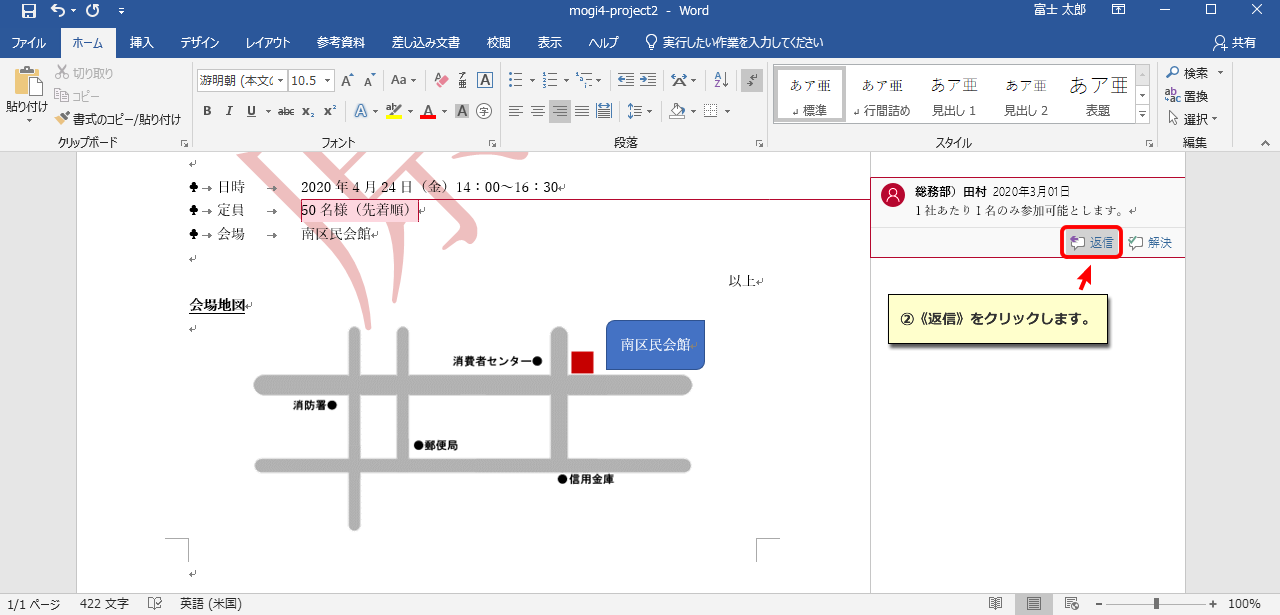 mogi4-project2 - Word
富士 太郎
ファイル ホーム 挿入 デザイン レイアウト 参考資料 差し込み文書 校閲 表示 ヘルプ 実行したい作業を入力してください 共有
貼り付け
切り取り
コピー
書式のコピー/貼り付け
クリップボード
游明朝 (本文の 10.5
フォント
段落
あア亜 標準
あア亜 行間詰め
あア亜 見出し 1
あア亜 見出し 2
あア亜 表題
スタイル
検索
置換
選択
編集
♣→日時 → 2020 年 4 月 24 日（金）14：00～16：30↵
♣→定員 → 50 名様（先着順）↵
♣→会場 → 南区民会館↵
以上↵
会場地図↵
南区民会館
消費者センター●
消防署●
●郵便局
●信用金庫
総務部）田村 2020年3月01日
1 社あたり 1 名のみ参加可能とします。↵
返信 解決
②《返信》をクリックします。
1/1 ページ 422 文字 英語 (米国) 100%